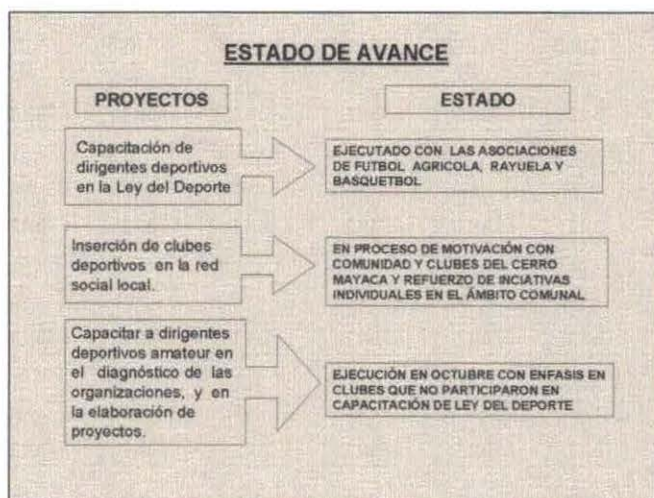 ESTADO DE AVANCE
PROYECTOS
ESTADO
Capacitación de
dirigentes deportivos
en la Ley del Deporte
EJECUTADO CON LAS ASOCIACIONES
DE FUTBOL AGRICOLA, RAYUELA Y
BASQUETBOL
Inserción de clubes
deportivos en la red
social local.
EN PROCESO DE MOTIVACIÓN CON
COMUNIDAD Y CLUBES DEL CERRO
MAYACA Y REFUERZO DE INCIATIVAS
INDIVIDUALES EN EL ÁMBITO COMUNAL
Capacitar a dirigentes
deportivos amateur en
el diagnóstico de las
organizaciones, y en
la elaboración de
proyectos.
EJECUCIÓN EN OCTUBRE CON ENFASIS EN
CLUBES QUE NO PARTICIPARON EN
CAPACITACIÓN DE LEY DEL DEPORTE